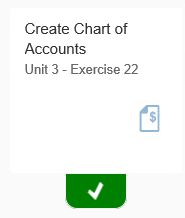 Create Chart of
Accounts
Unit 3 - Exercise 22
$